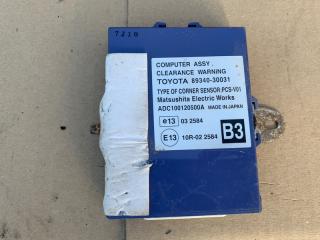 7210
COMPUTER ASSY.
CLEARANCE WARNING
TOYOTA 89340-30031
TYPE OF CORNER SENSOR:PCS-V01
Matsushita Electric Works
ADC100120500A MADE IN JAPAN
e13 03 2584
E13 10R-02 2584
B3